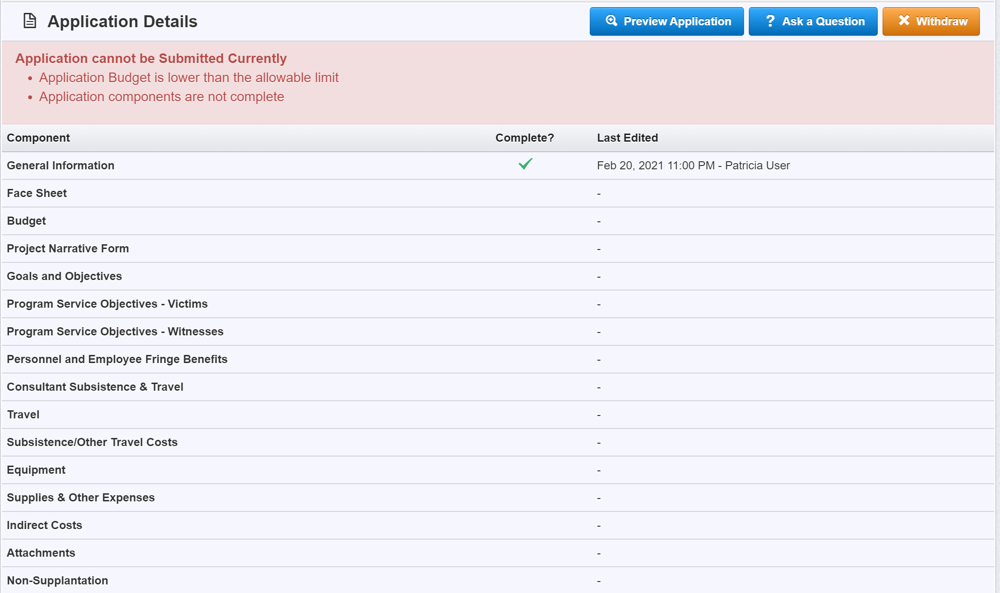 Application Details
Preview Application
? Ask a Question
Withdraw
Application cannot be Submitted Currently
• Application Budget is lower than the allowable limit
• Application components are not complete
Component Complete? Last Edited
General Information Feb 20, 2021 11:00 PM - Patricia User
Face Sheet -
Budget -
Project Narrative Form -
Goals and Objectives -
Program Service Objectives - Victims -
Program Service Objectives - Witnesses -
Personnel and Employee Fringe Benefits -
Consultant Subsistence & Travel -
Travel -
Subsistence/Other Travel Costs -
Equipment -
Supplies & Other Expenses -
Indirect Costs -
Attachments -
Non-Supplantation -